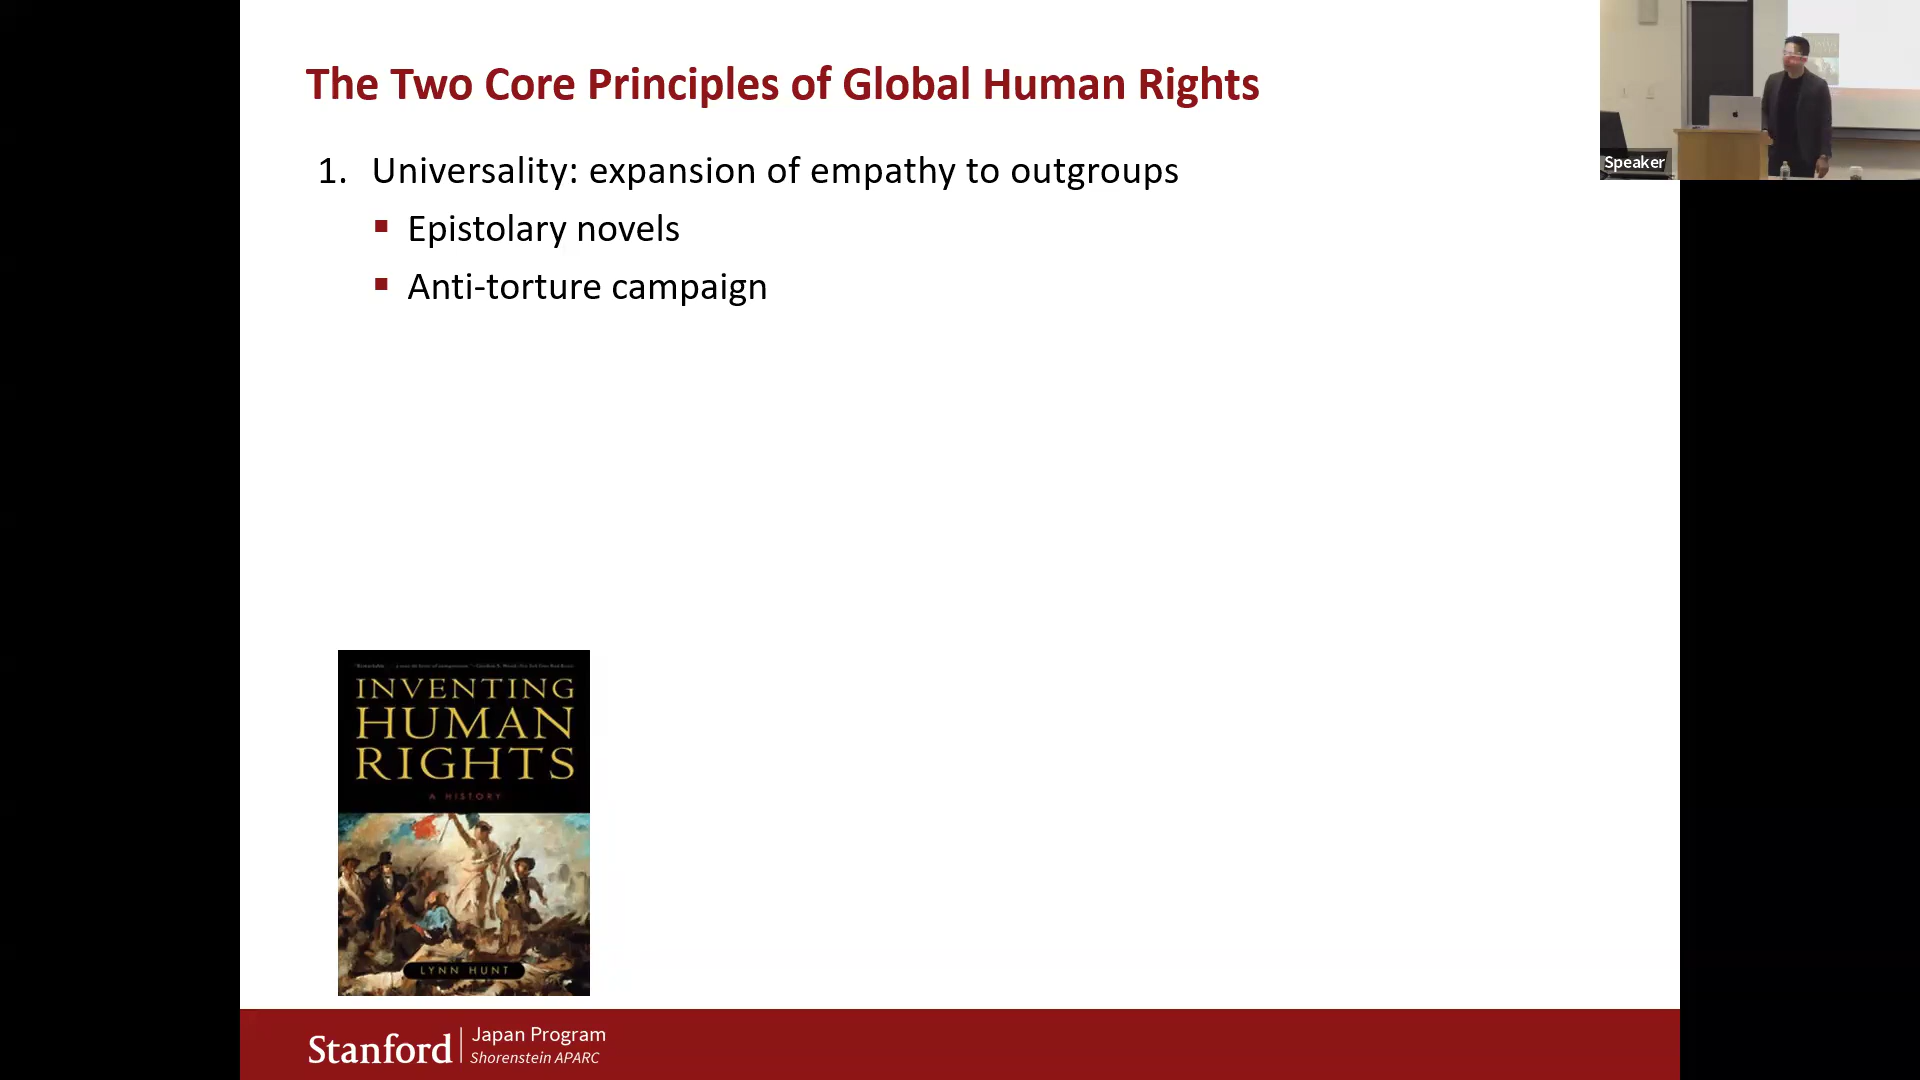 The Two Core Principles of Global Human Rights
1. Universality: expansion of empathy to outgroups
Epistolary novels
Anti-torture campaign
Speaker
INVENTING
HUMAN
RIGHTS
A HISTORY
LYNN HUNT
Stanford
Japan Program
Shorenstein APARC